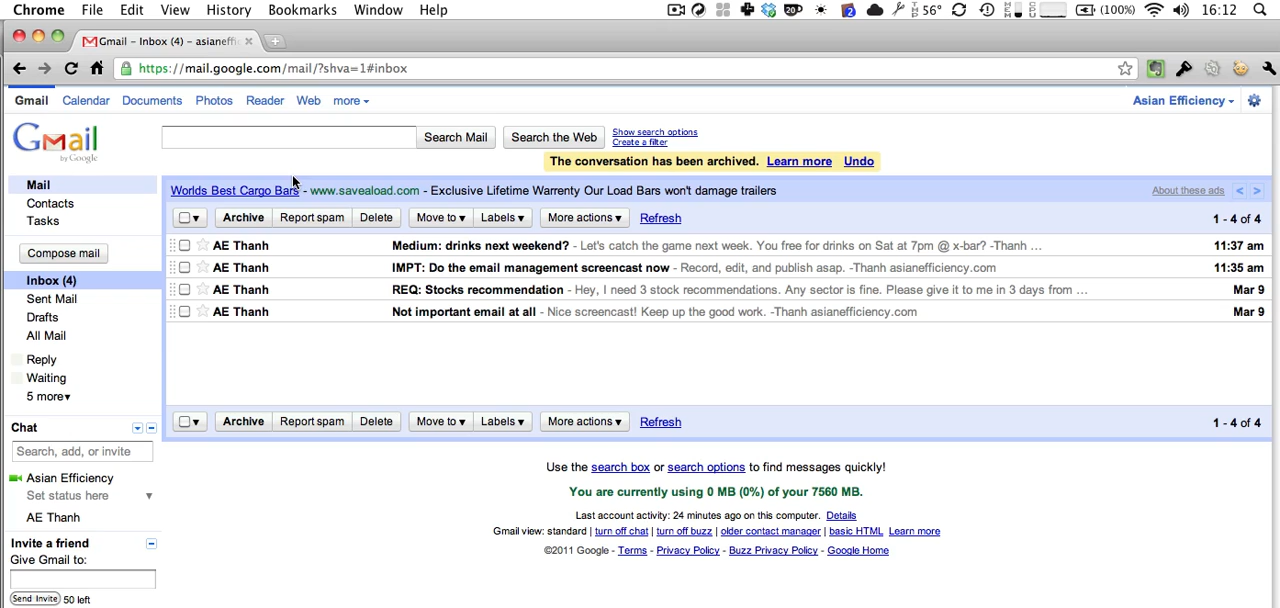 Chrome File Edit View History Bookmarks Window Help 20P 2 56° (100%) 16:12
Gmail - Inbox (4) - asianeffi
https://mail.google.com/mail/?shva=1#inbox
Gmail Calendar Documents Photos Reader Web more Asian Efficiency
Gmail by Google Search Mail Search the Web Show search options
Create a filter
The conversation has been archived. Learn more Undo
Mail
Contacts
Tasks
Compose mail
Inbox (4)
Sent Mail
Drafts
All Mail
Reply
Waiting
5 more
Chat
Search, add, or invite
Asian Efficiency
Set status here
AE Thanh
Invite a friend
Give Gmail to:
Send Invite 50 left
Worlds Best Cargo Bars - www.saveaload.com - Exclusive Lifetime Warrenty Our Load Bars won't damage trailers About these ads < >
Archive Report spam Delete Move to Labels More actions Refresh 1 - 4 of 4
AE Thanh Medium: drinks next weekend? - Let's catch the game next week. You free for drinks on Sat at 7pm @ x-bar? -Thanh ... 11:37 am
AE Thanh IMPT: Do the email management screencast now - Record, edit, and publish asap. -Thanh asianefficiency.com 11:35 am
AE Thanh REQ: Stocks recommendation - Hey, I need 3 stock recommendations. Any sector is fine. Please give it to me in 3 days from ... Mar 9
AE Thanh Not important email at all - Nice screencast! Keep up the good work. -Thanh asianefficiency.com Mar 9
Archive Report spam Delete Move to Labels More actions Refresh 1 - 4 of 4
Use the search box or search options to find messages quickly!
You are currently using 0 MB (0%) of your 7560 MB.
Last account activity: 24 minutes ago on this computer. Details
Gmail view: standard | turn off chat | turn off buzz | older contact manager | basic HTML Learn more
©2011 Google - Terms - Privacy Policy - Buzz Privacy Policy - Google Home